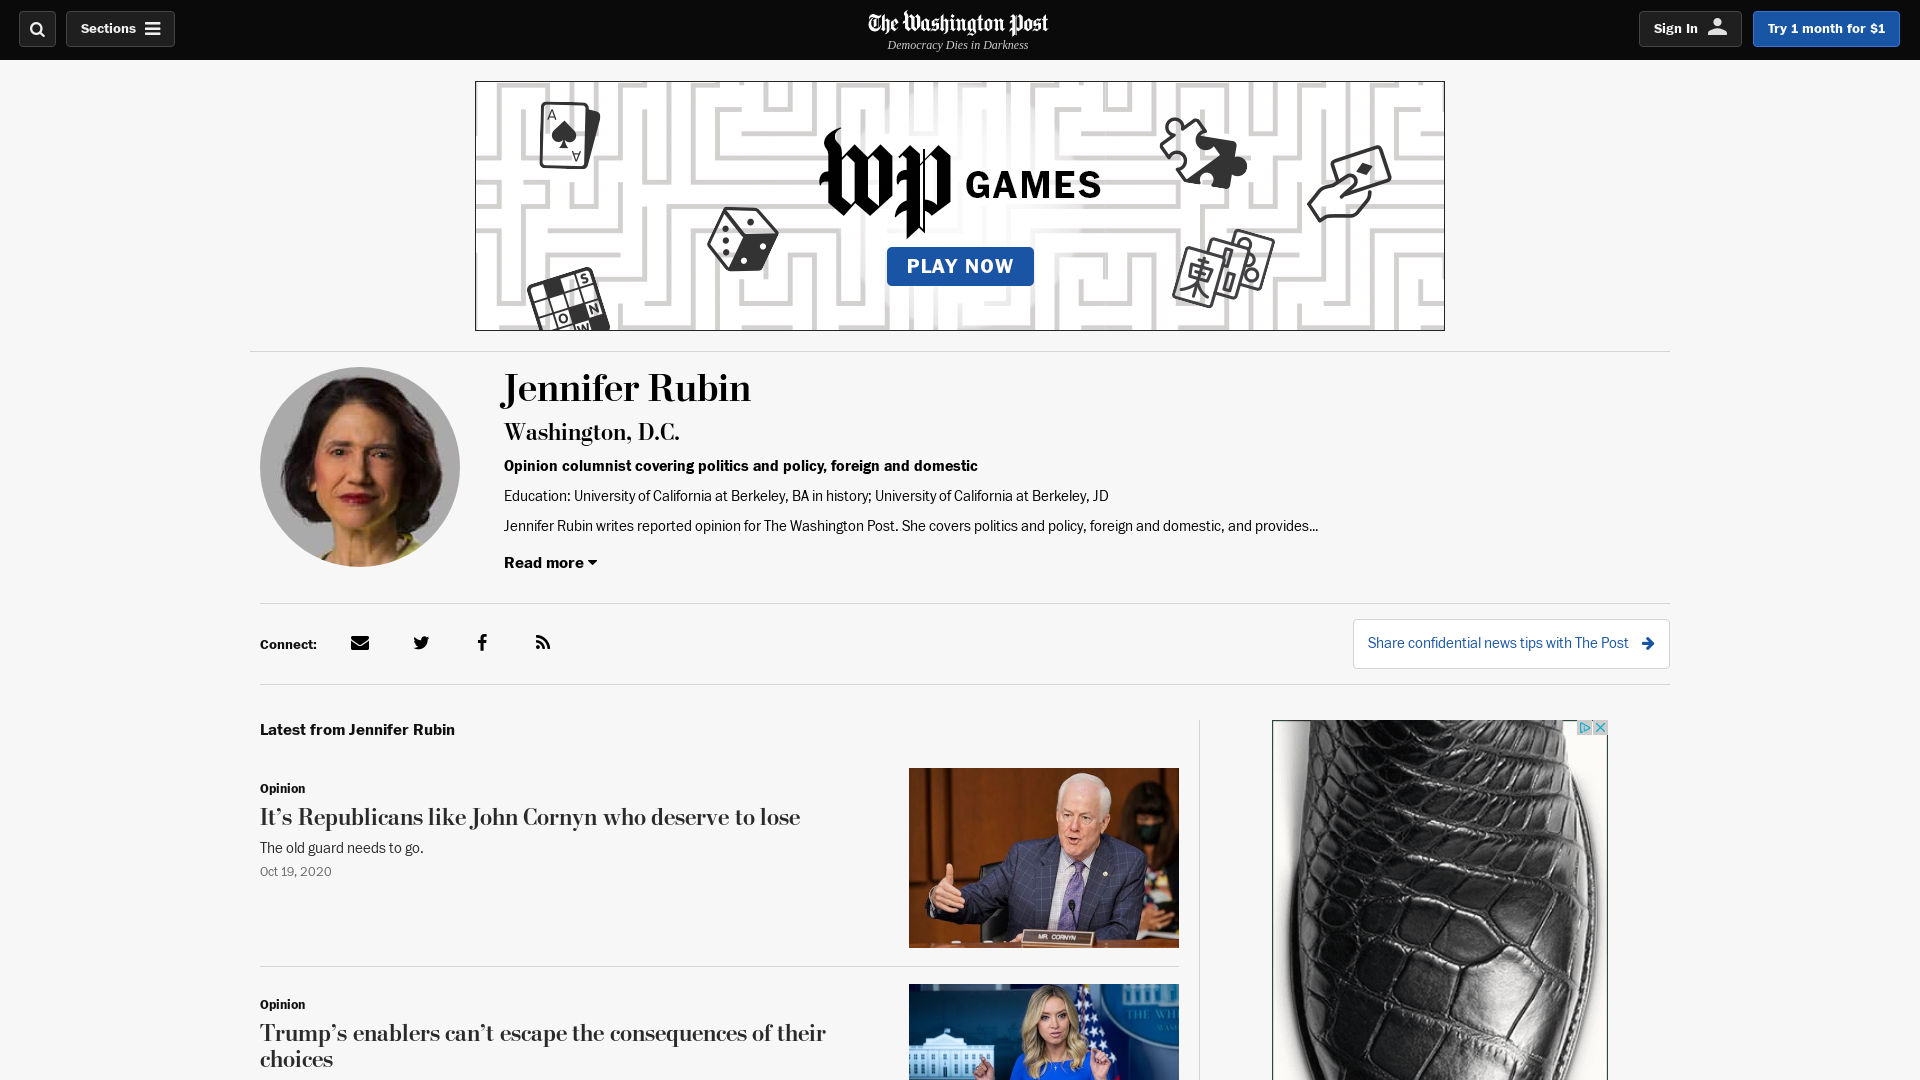 Sections
The Washington Post
Democracy Dies in Darkness
Sign In
Try 1 month for $1
A
A
wp GAMES
PLAY NOW
S
O N
W
東
Jennifer Rubin
Washington, D.C.
Opinion columnist covering politics and policy, foreign and domestic
Education: University of California at Berkeley, BA in history; University of California at Berkeley, JD
Jennifer Rubin writes reported opinion for The Washington Post. She covers politics and policy, foreign and domestic, and provides...
Read more
Connect:
Share confidential news tips with The Post
Latest from Jennifer Rubin
Opinion
It’s Republicans like John Cornyn who deserve to lose
The old guard needs to go.
Oct 19, 2020
MR. CORNYN
Opinion
Trump’s enablers can’t escape the consequences of their
choices